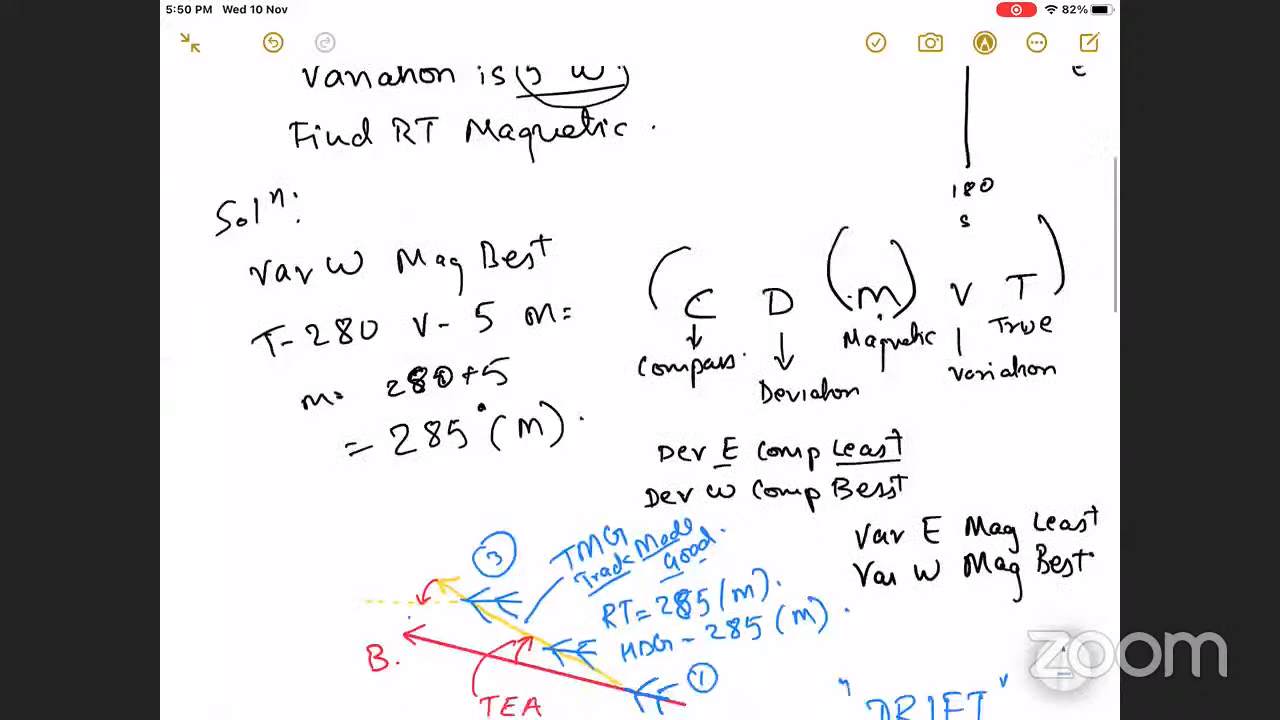 5:50 PM Wed 10 Nov
82%
Variation is (5 W)
Find RT Magnetic.
180
S
E
Solⁿ:
Var W Mag Best
T-280 V-5 m=
m= 280+5
= 285° (m).
(C D (m) V T)
Compass.
Deviation
Magnetic
Variation
True
Dev E Comp Least
Dev W Comp Besst
Var E Mag Least
Var W Mag Best
3
TMG
Track Made Good.
RT = 285 (m).
HDG - 285 (m).
B.
TEA
1
"DRIFT"
zoom